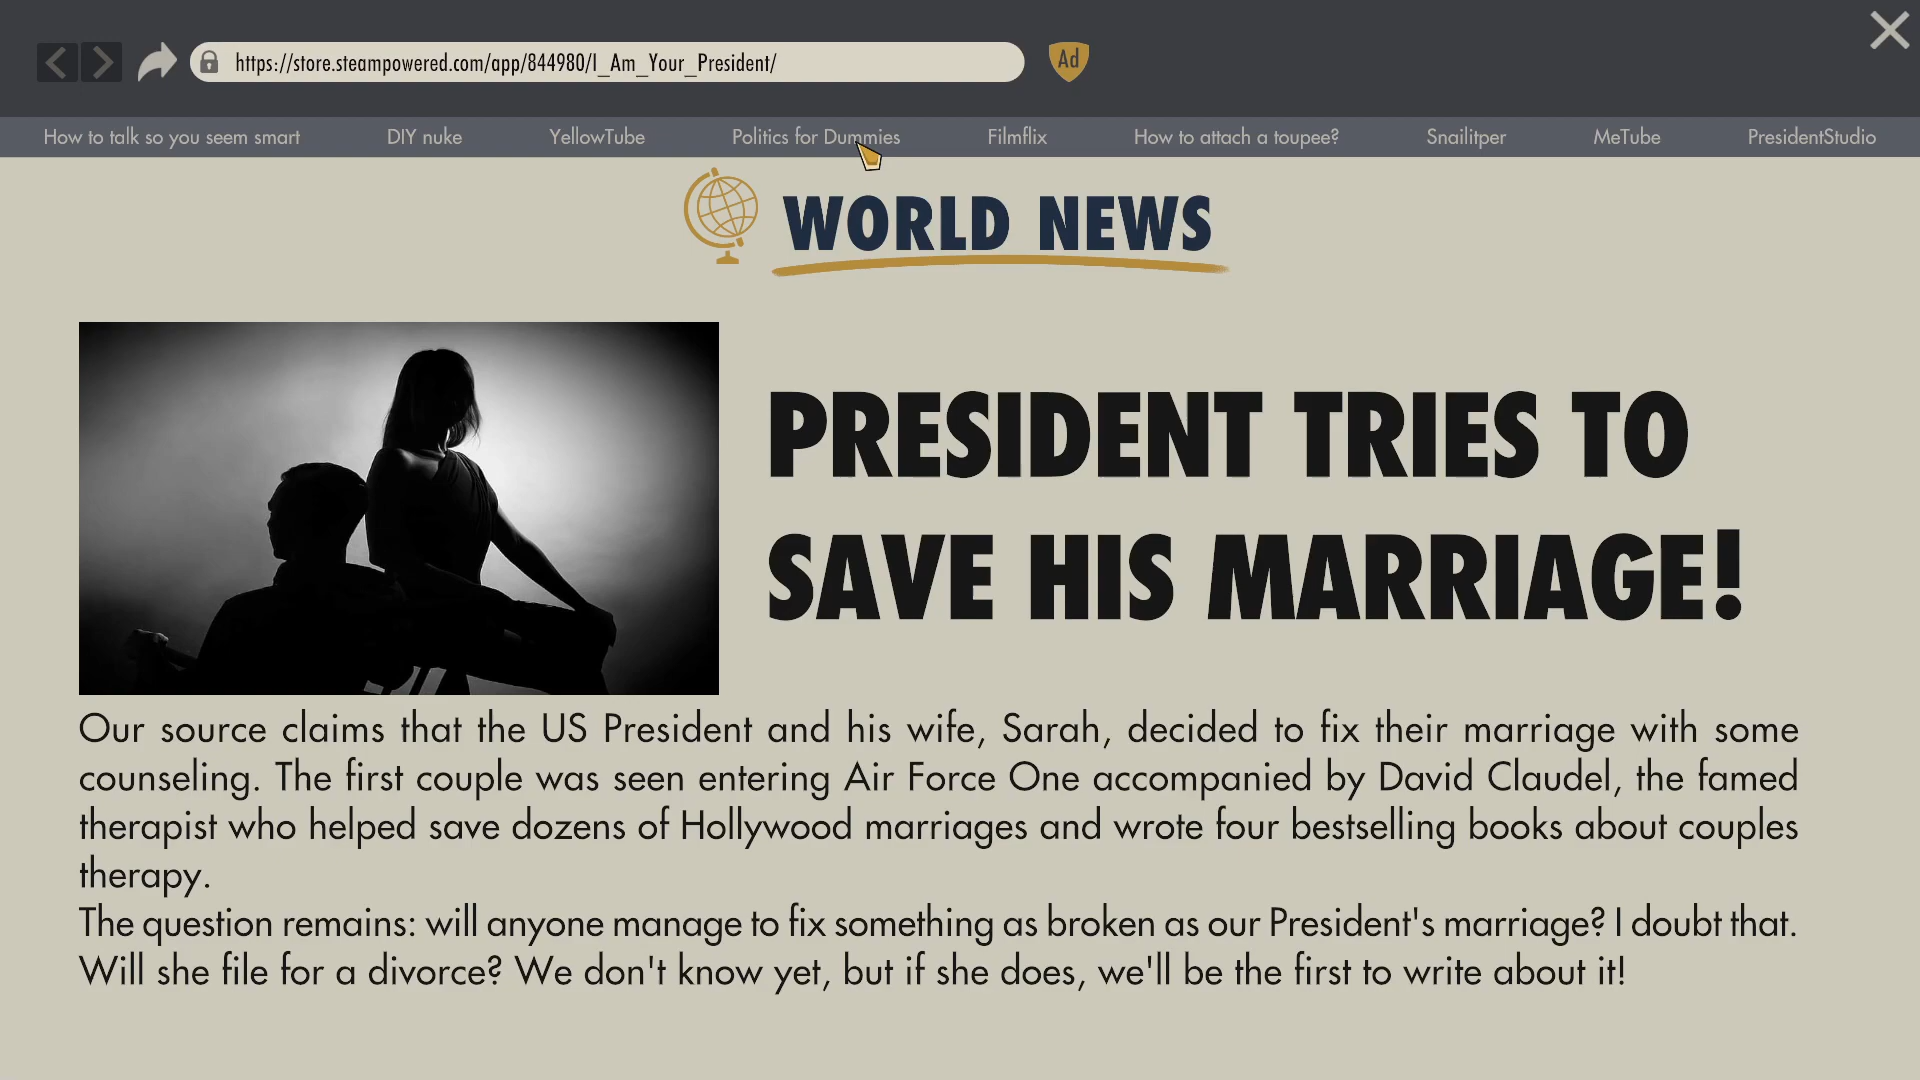 https://store.steampowered.com/app/844980/I_Am_Your_President/
Ad
How to talk so you seem smart
DIY nuke
YellowTube
Politics for Dummies
Filmflix
How to attach a toupee?
Snailitper
MeTube
PresidentStudio
WORLD NEWS
PRESIDENT TRIES TO
SAVE HIS MARRIAGE!
Our source claims that the US President and his wife, Sarah, decided to fix their marriage with some
counseling. The first couple was seen entering Air Force One accompanied by David Claudel, the famed
therapist who helped save dozens of Hollywood marriages and wrote four bestselling books about couples
therapy.
The question remains: will anyone manage to fix something as broken as our President's marriage? I doubt that.
Will she file for a divorce? We don't know yet, but if she does, we'll be the first to write about it!